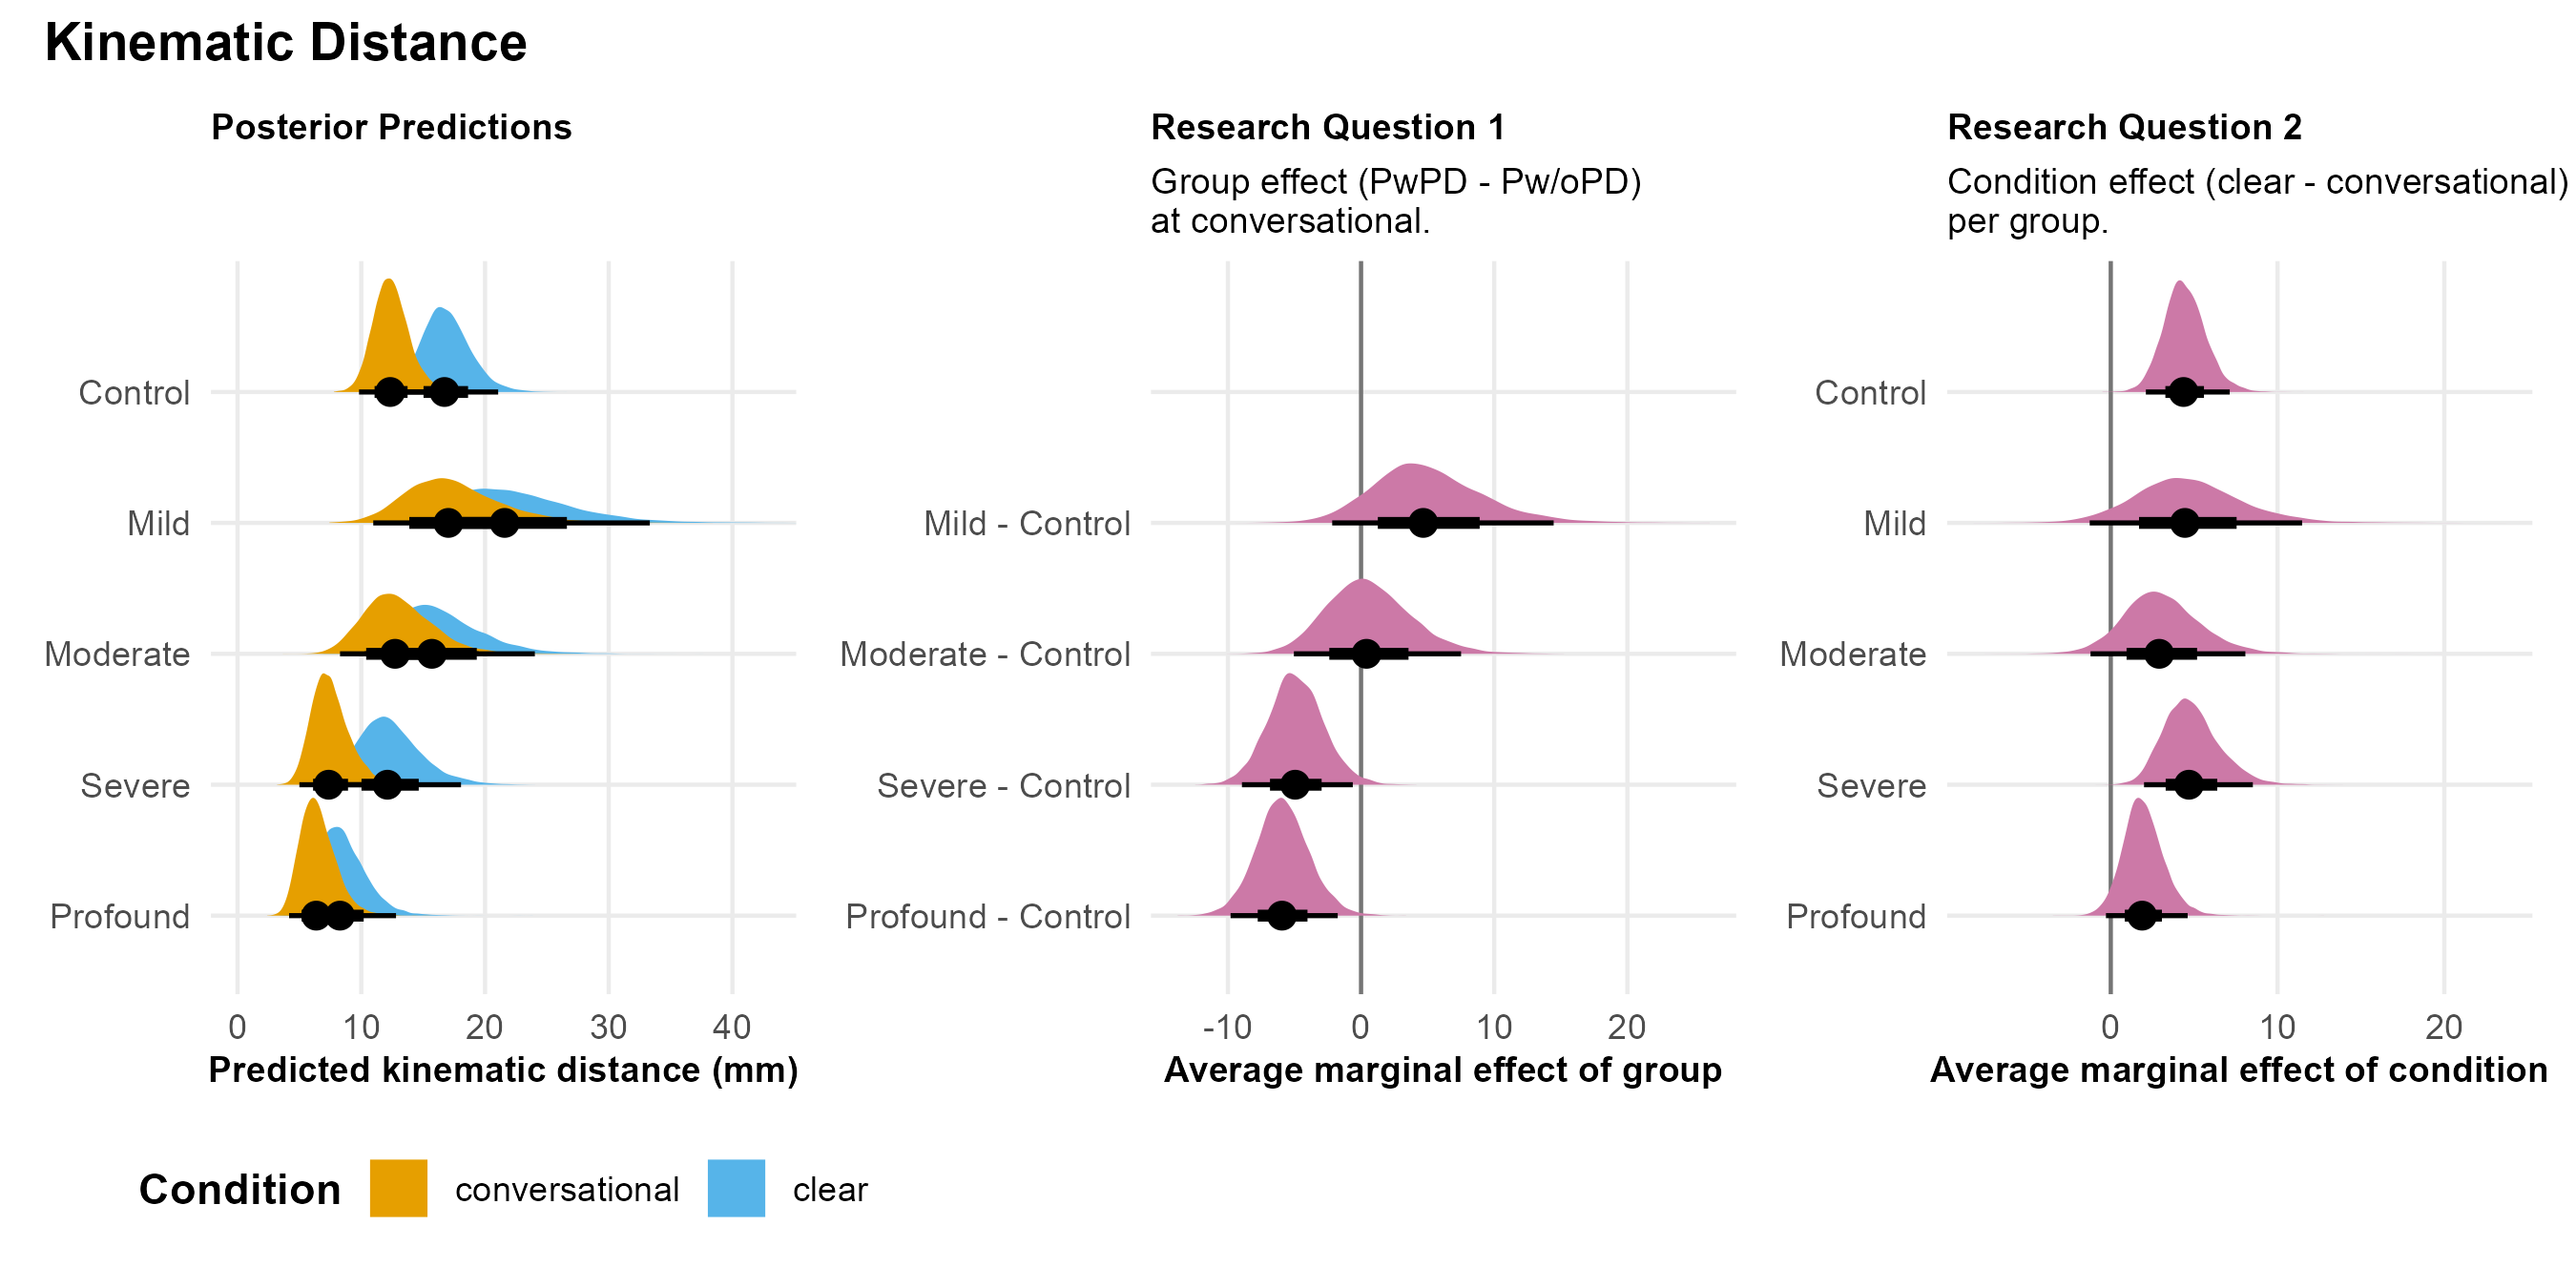 Kinematic Distance
Posterior Predictions
Control
Mild
Moderate
Severe
Profound
0 10 20 30 40
Predicted kinematic distance (mm)
Research Question 1
Group effect (PwPD - Pw/oPD)
at conversational.
Mild - Control
Moderate - Control
Severe - Control
Profound - Control
-10 0 10 20
Average marginal effect of group
Research Question 2
Condition effect (clear - conversational)
per group.
Control
Mild
Moderate
Severe
Profound
0 10 20
Average marginal effect of condition
Condition conversational clear